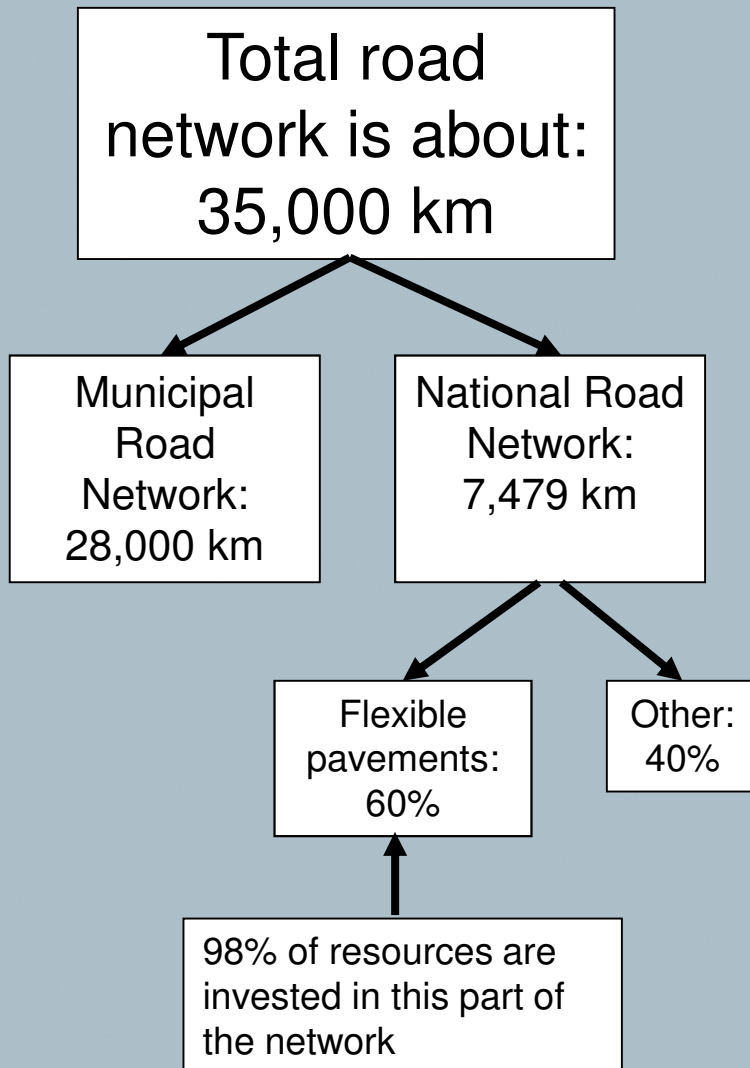 Total road
network is about:
35,000 km
Municipal
Road
Network:
28,000 km
National Road
Network:
7,479 km
Flexible
pavements:
60%
Other:
40%
98% of resources are
invested in this part of
the network